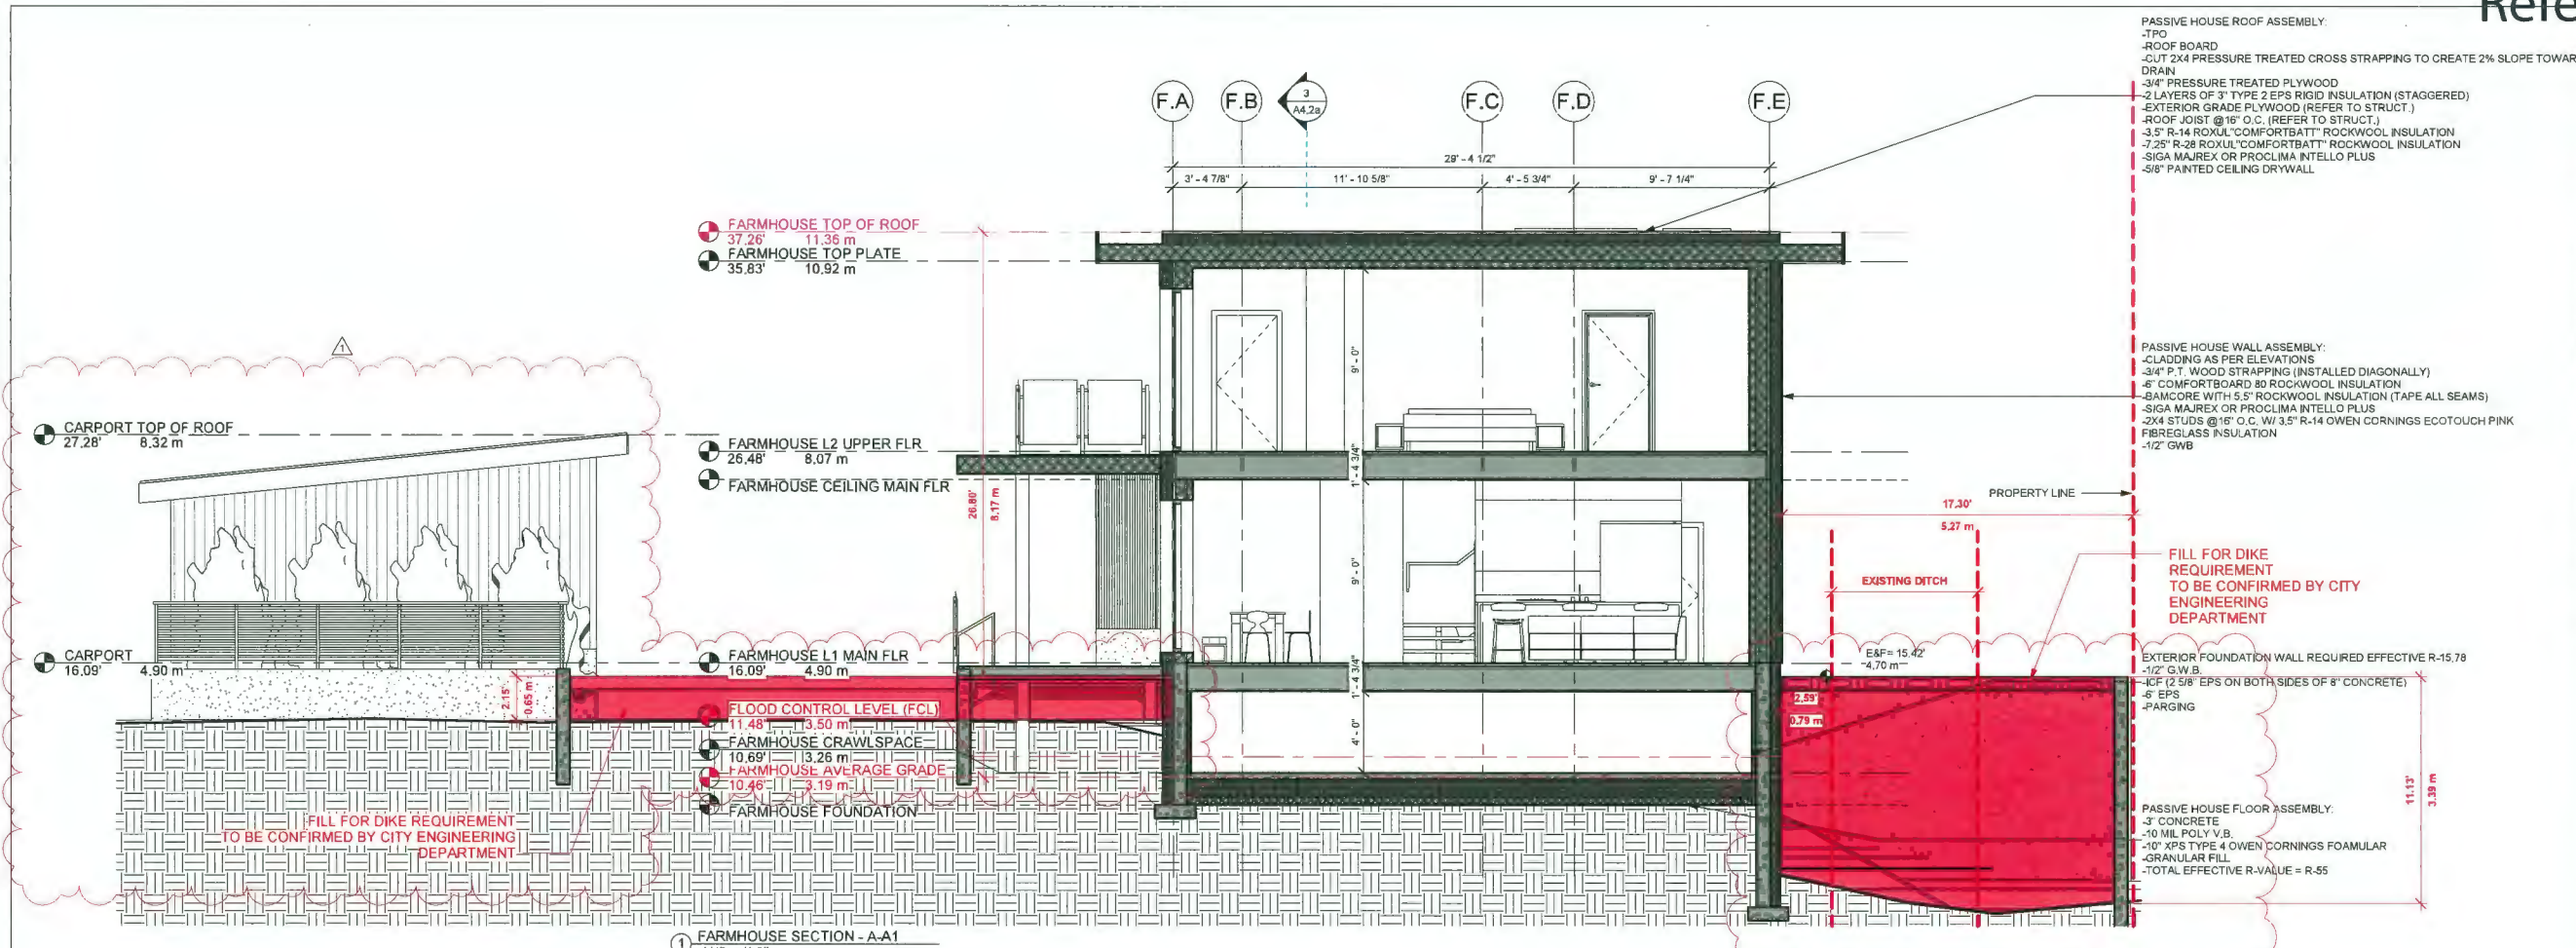 Refe
PASSIVE HOUSE ROOF ASSEMBLY:
-TPO
-ROOF BOARD
-CUT 2X4 PRESSURE TREATED CROSS STRAPPING TO CREATE 2% SLOPE TOWAR
DRAIN
-3/4" PRESSURE TREATED PLYWOOD
-2 LAYERS OF 3" TYPE 2 EPS RIGID INSULATION (STAGGERED)
-EXTERIOR GRADE PLYWOOD (REFER TO STRUCT.)
-ROOF JOIST @16" O.C. (REFER TO STRUCT.)
-3.5" R-14 ROXUL"COMFORTBATT" ROCKWOOL INSULATION
-7.25" R-28 ROXUL"COMFORTBATT" ROCKWOOL INSULATION
-SIGA MAJREX OR PROCLIMA INTELLO PLUS
-5/8" PAINTED CEILING DRYWALL
F.A
F.B
3
A4.2a
F.C
F.D
F.E
29' - 4 1/2"
3' - 4 7/8"
11' - 10 5/8"
4' - 5 3/4"
9' - 7 1/4"
FARMHOUSE TOP OF ROOF
37.26' 11.36 m
FARMHOUSE TOP PLATE
35.83' 10.92 m
1
9' - 0"
PASSIVE HOUSE WALL ASSEMBLY:
-CLADDING AS PER ELEVATIONS
-3/4" P.T. WOOD STRAPPING (INSTALLED DIAGONALLY)
-6" COMFORTBOARD 80 ROCKWOOL INSULATION
-BAMCORE WITH 5.5" ROCKWOOL INSULATION (TAPE ALL SEAMS)
-SIGA MAJREX OR PROCLIMA INTELLO PLUS
-2X4 STUDS @16" O.C. W/ 3.5" R-14 OWEN CORNINGS ECOTOUCH PINK
FIBREGLASS INSULATION
-1/2" GWB
CARPORT TOP OF ROOF
27.28' 8.32 m
FARMHOUSE L2 UPPER FLR
26.48' 8.07 m
FARMHOUSE CEILING MAIN FLR
1' - 4 3/4"
26.80'
8.17 m
PROPERTY LINE
17.30'
5.27 m
9' - 0"
EXISTING DITCH
FILL FOR DIKE
REQUIREMENT
TO BE CONFIRMED BY CITY
ENGINEERING
DEPARTMENT
CARPORT
16.09' 4.90 m
FARMHOUSE L1 MAIN FLR
16.09' 4.90 m
1' - 4 3/4"
E&F= 15.42'
4.70 m
EXTERIOR FOUNDATION WALL REQUIRED EFFECTIVE R-15.78
-1/2" G.W.B.
-ICF (2 5/8" EPS ON BOTH SIDES OF 8" CONCRETE)
-6" EPS
-PARGING
2.15'
0.65 m
2.59'
0.79 m
FLOOD CONTROL LEVEL (FCL)
11.48' 3.50 m
FARMHOUSE CRAWLSPACE
10.69' 3.26 m
4' - 0"
FARMHOUSE AVERAGE GRADE
10.46' 3.19 m
FARMHOUSE FOUNDATION
11.13'
3.39 m
FILL FOR DIKE REQUIREMENT
TO BE CONFIRMED BY CITY ENGINEERING
DEPARTMENT
PASSIVE HOUSE FLOOR ASSEMBLY:
-3" CONCRETE
-10 MIL POLY V.B.
-10" XPS TYPE 4 OWEN CORNINGS FOAMULAR
-GRANULAR FILL
-TOTAL EFFECTIVE R-VALUE = R-55
1
FARMHOUSE SECTION - A-A1